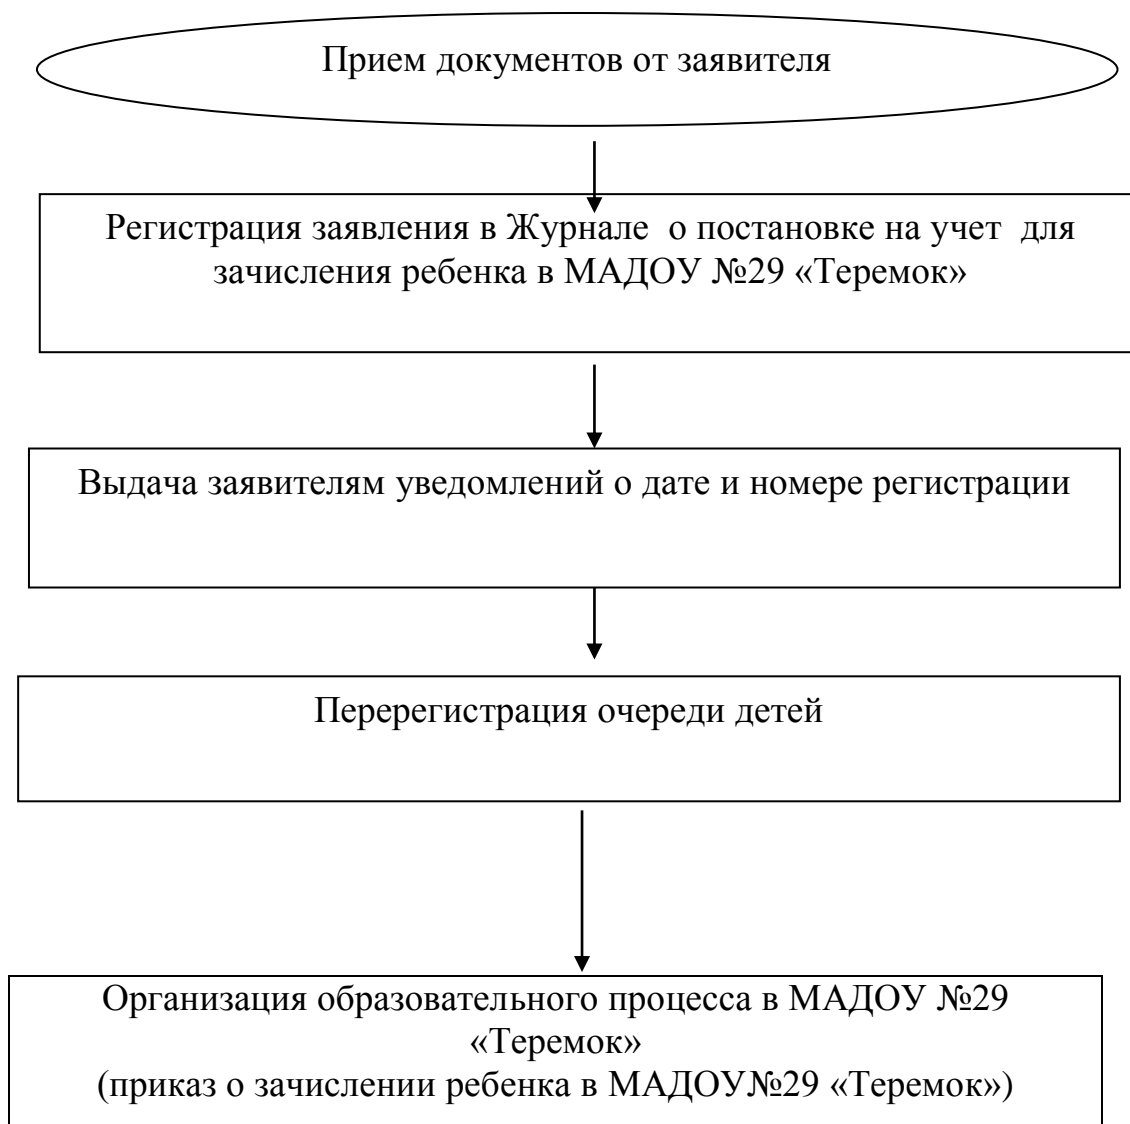 Прием документов от заявителя
Регистрация заявления в Журнале  о постановке на учет  для
зачисления ребенка в МАДОУ №29 «Теремок»
Выдача заявителям уведомлений о дате и номере регистрации
Перерегистрация очереди детей
Организация образовательного процесса в МАДОУ №29
«Теремок»
(приказ о зачислении ребенка в МАДОУ№29 «Теремок»)